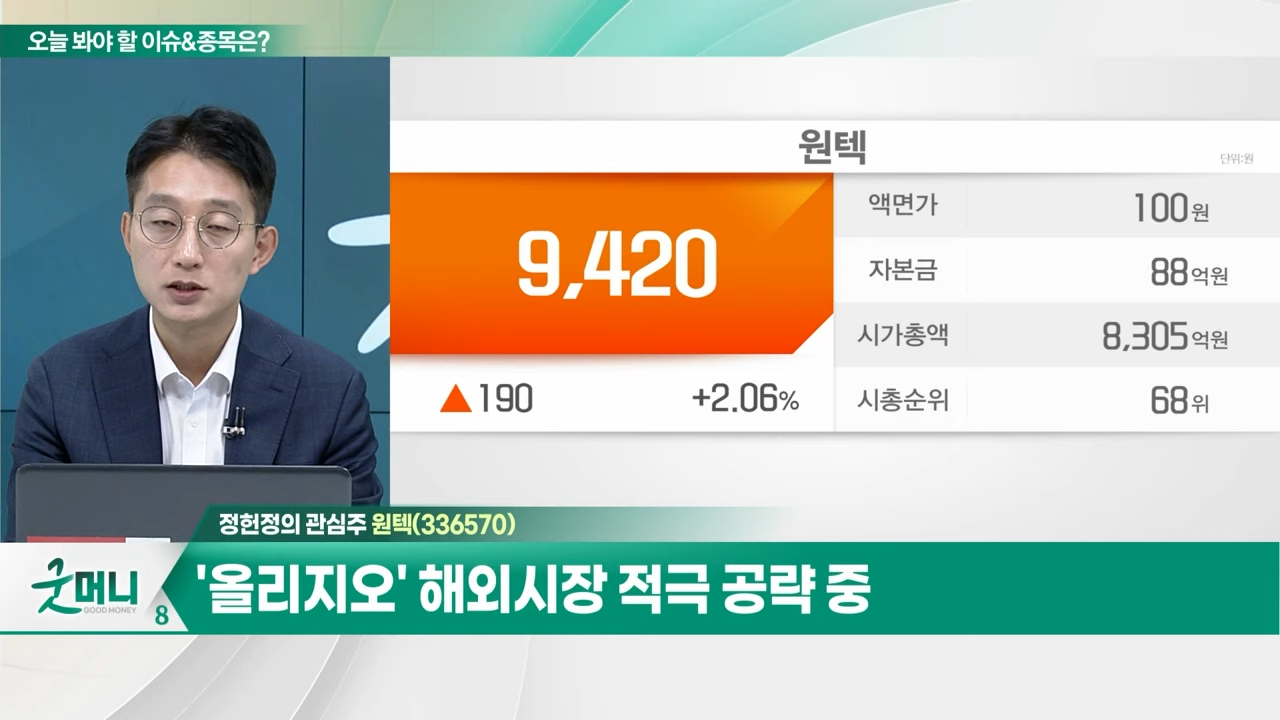 오늘 봐야 할 이슈&종목은?
원텍
단위:원
9,420
▲190 +2.06%
액면가 100원
자본금 88억원
시가총액 8,305억원
시총순위 68위
정헌정의 관심주 원텍(336570)
굿머니
GOOD MONEY
8
'올리지오' 해외시장 적극 공략 중